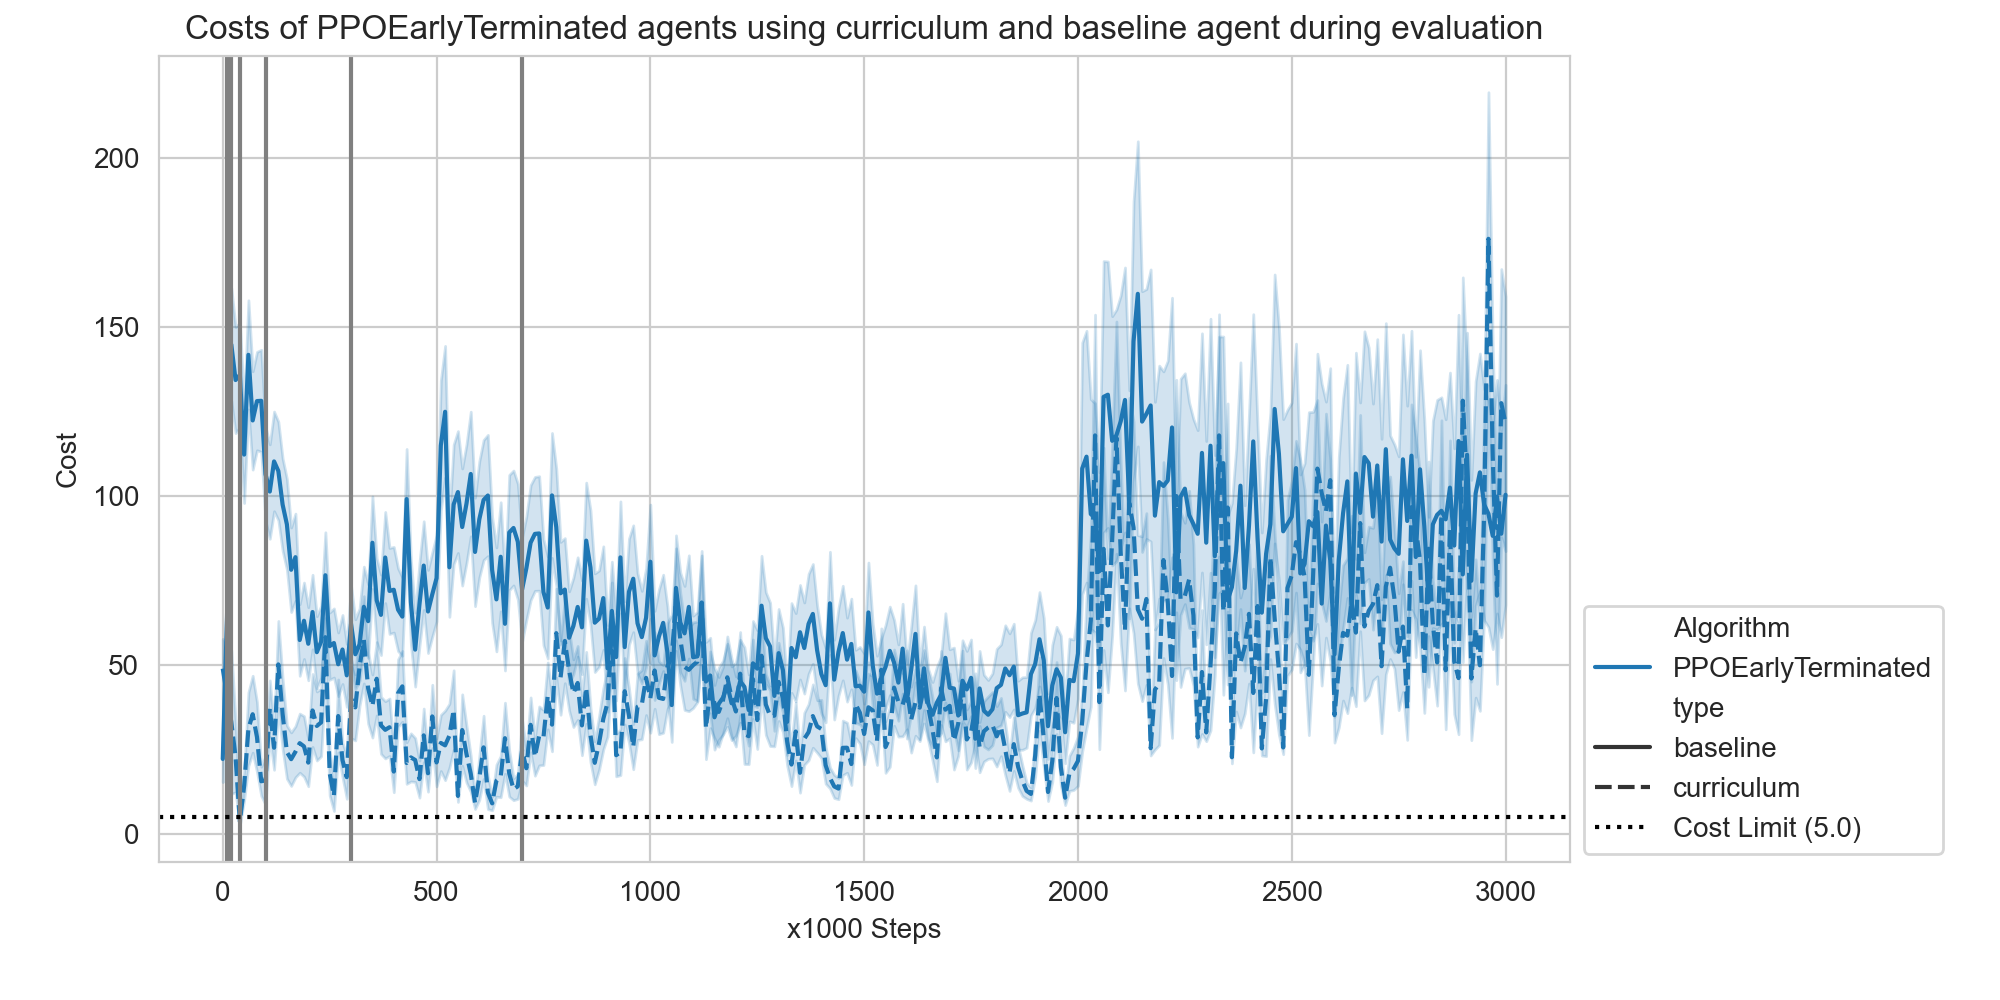 Costs of PPOEarlyTerminated agents using curriculum and baseline agent during evaluation
Cost
200
150
100
50
0
0 500 1000 1500 2000 2500 3000
x1000 Steps
Algorithm
PPOEarlyTerminated
type
baseline
curriculum
Cost Limit (5.0)